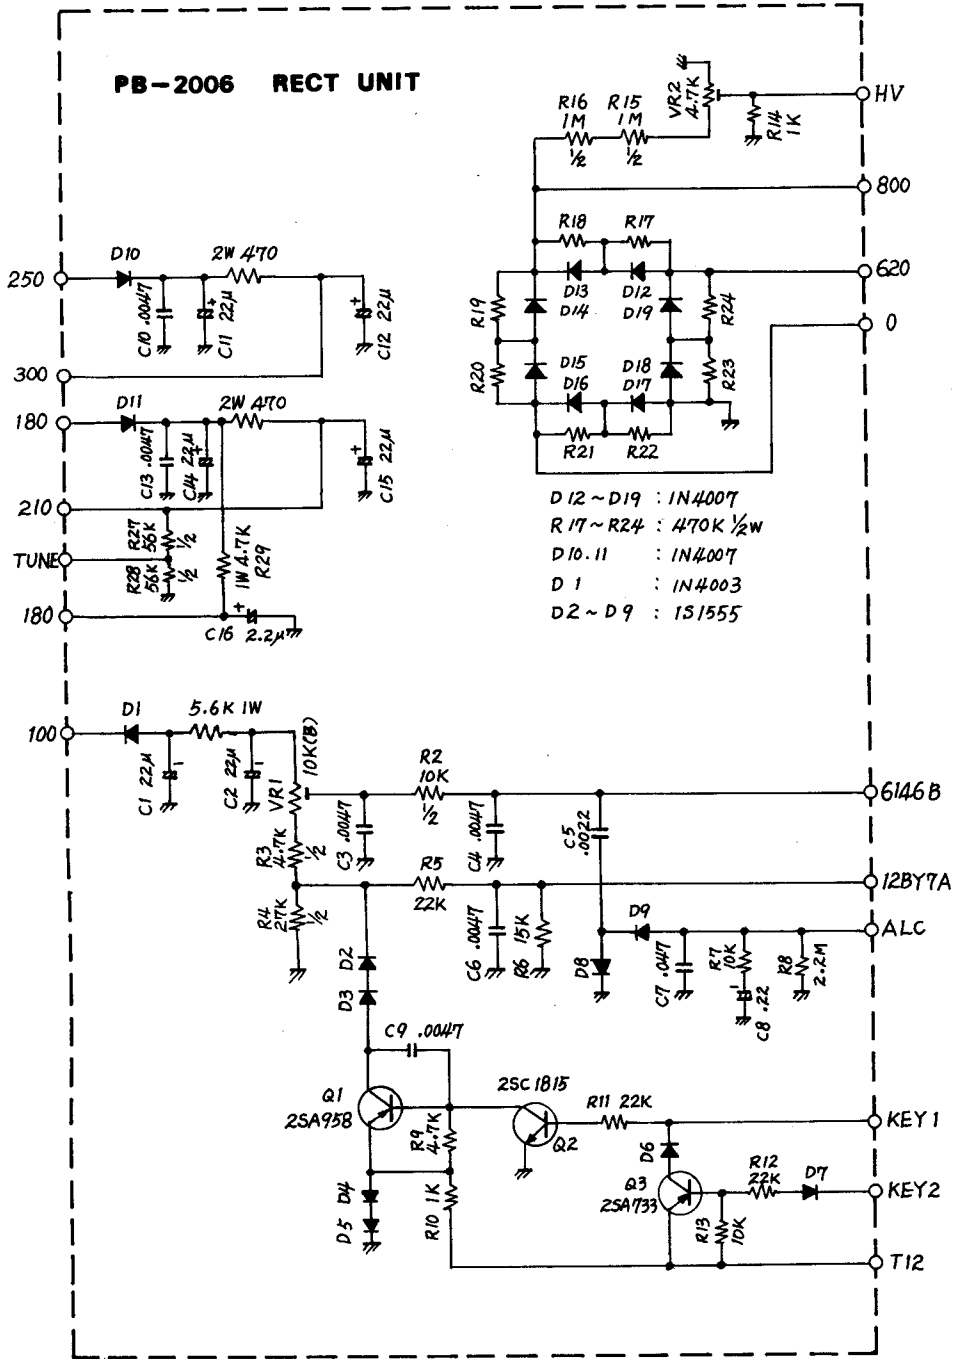 PB-2006 RECT UNIT
HV
VR2
4.7K
R14
1K
R16
1M
½
R15
1M
½
800
R18
R17
620
D13
D14
D12
D19
R19
R24
0
R20
R23
D15
D16
D18
D17
R21
R22
250
D10
2W 470
C10 .0047
C11 22μ
+
C12 22μ
+
300
180
D11
2W 470
C13 .0047
C14 22μ
+
C15 22μ
+
210
R27
56K
½
TUNE
R28
56K
½
1W 4.7K
R29
180
+
C16 2.2μ
D12~D19 : 1N4007
R17~R24 : 470K ½W
D10.11 : 1N4007
D1 : 1N4003
D2~D9 : 1S1555
100
D1
5.6K 1W
C1 22μ
-
C2 22μ
-
VR1
10K(B)
R3
4.7K
½
R2
10K
½
C3 .0047
C4 .0047
C5
.0022
6146B
R5
22K
12BY7A
R4
27K
½
C6 .0047
R6 15K
D9
ALC
D8
C7 .047
R7
10K
-
C8 .22
R8
2.2M
D2
D3
C9 .0047
Q1
2SA958
2SC1815
Q2
R11 22K
KEY1
R9
4.7K
D6
Q3
2SA733
R12
22K
D7
KEY2
D4
D5
R10 1K
R13
10K
T12